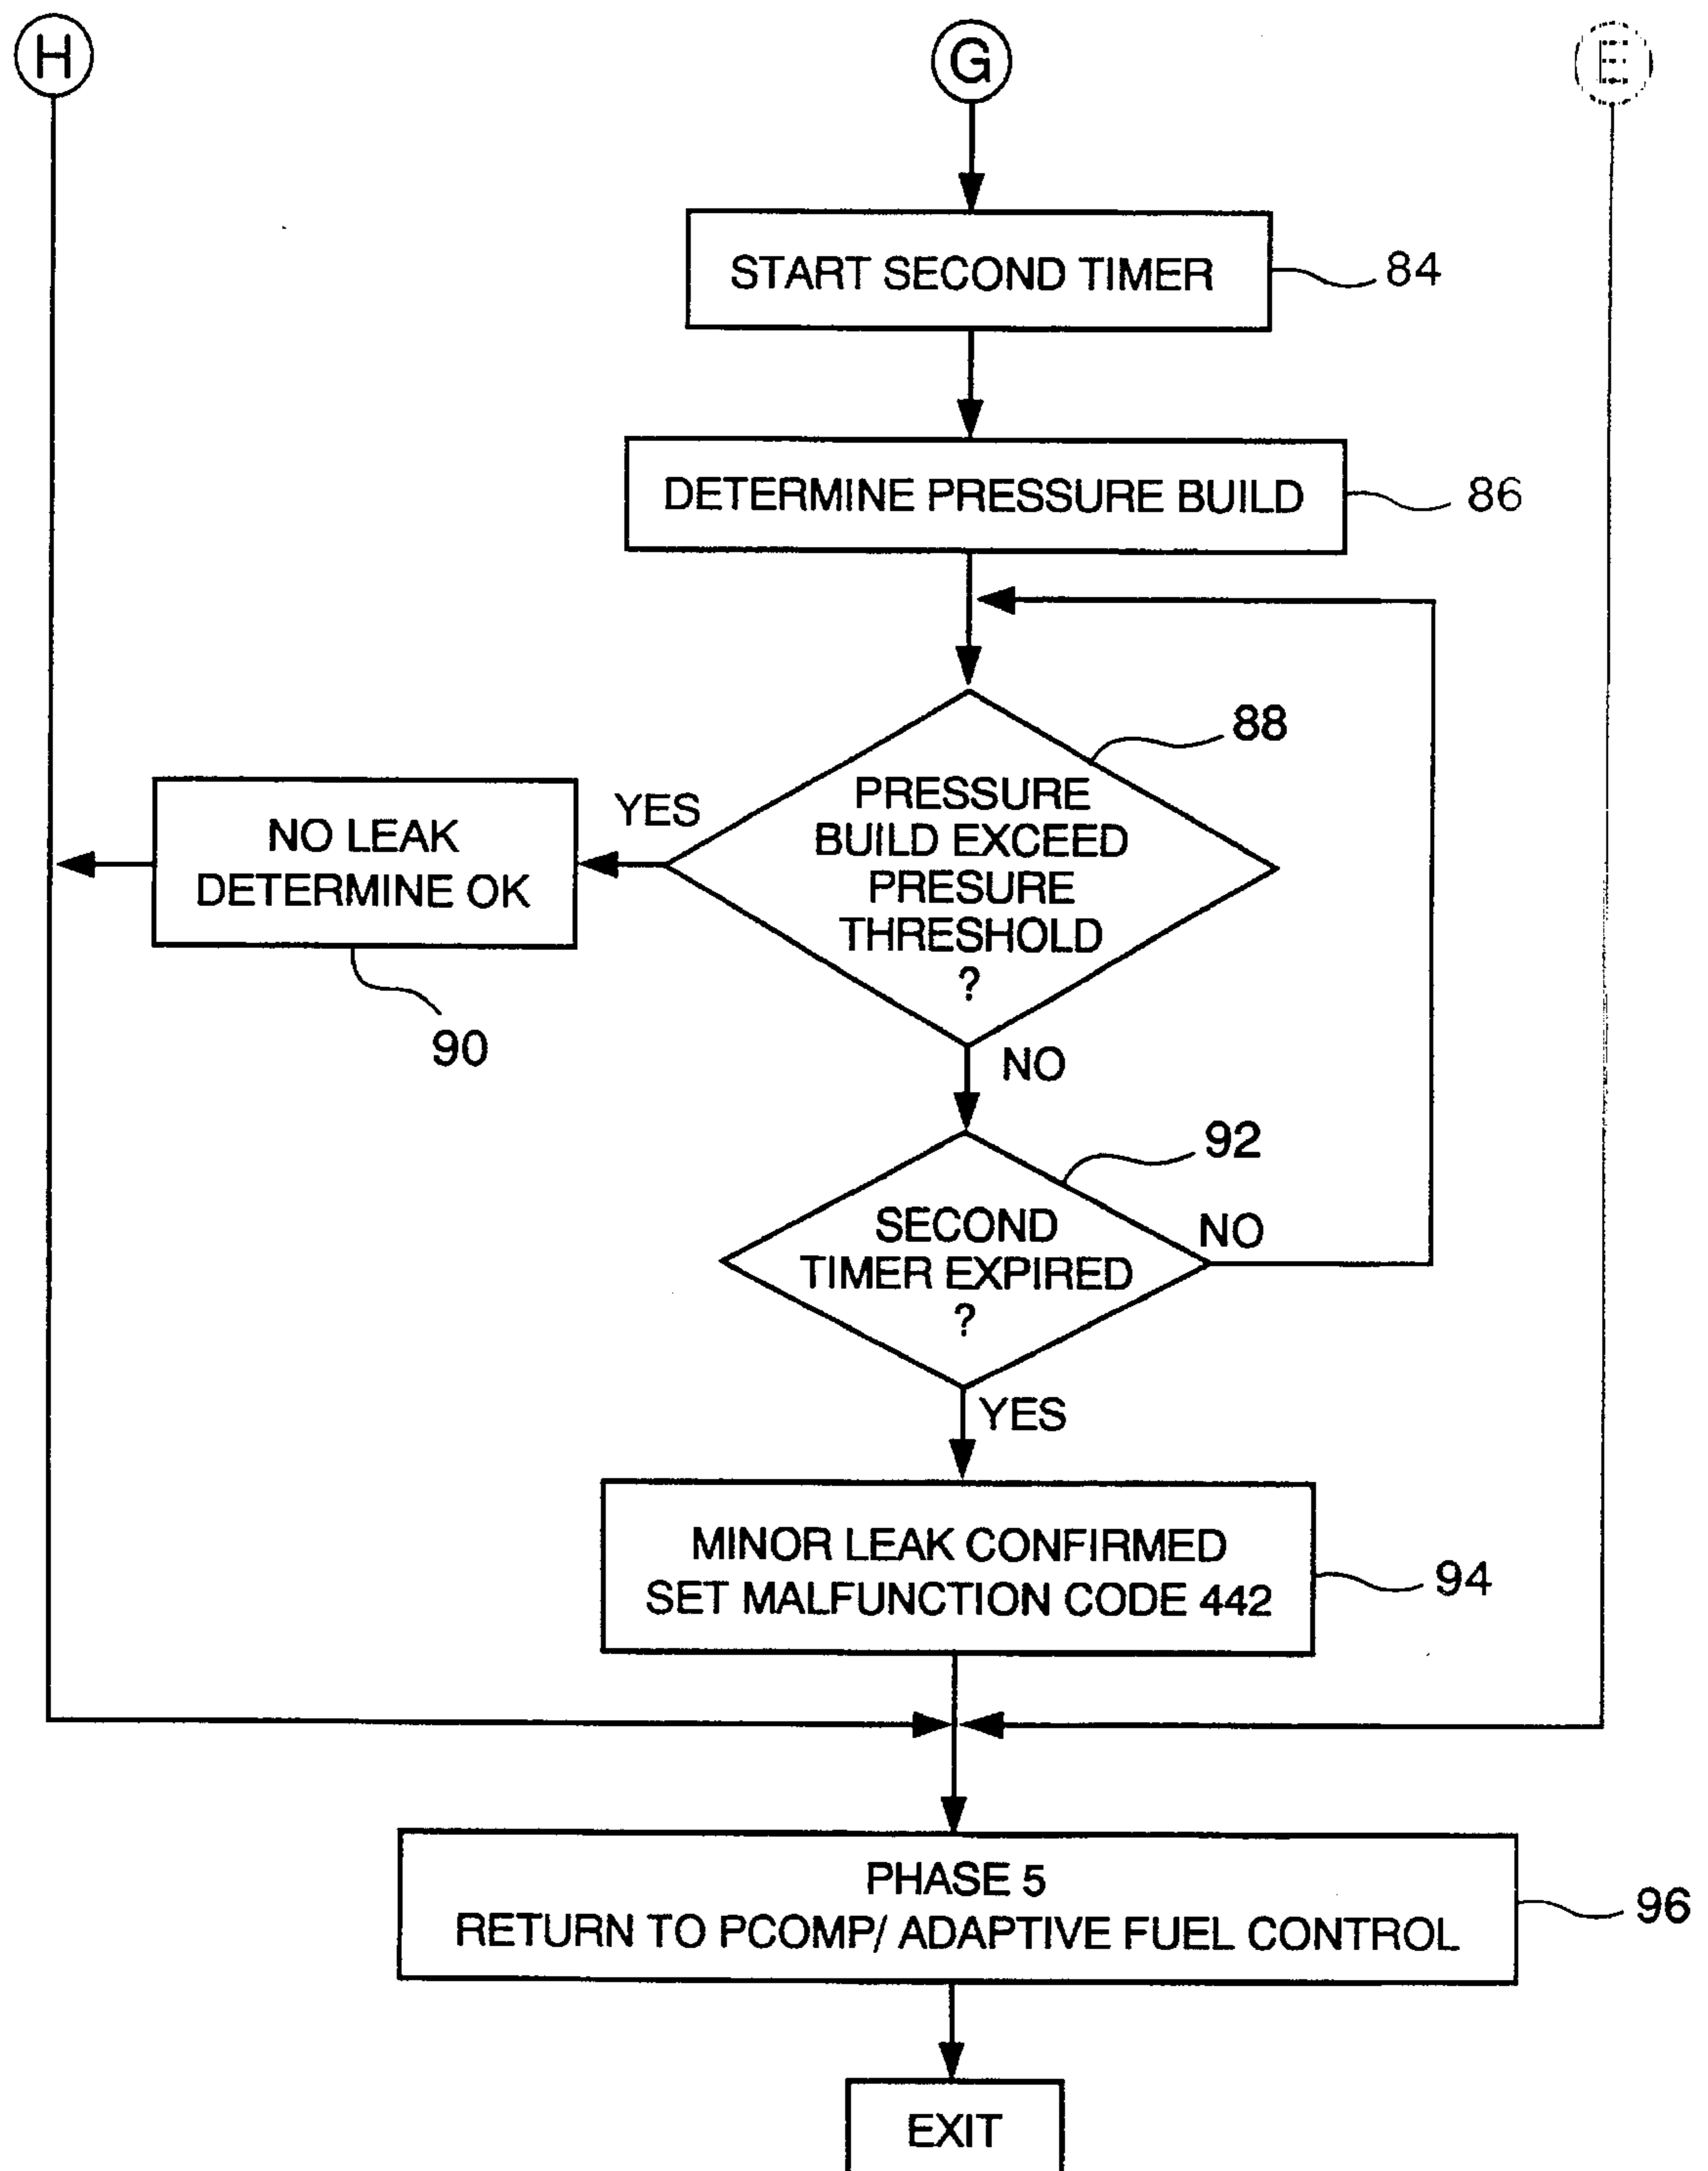 H
G
E
START SECOND TIMER
84
DETERMINE PRESSURE BUILD
86
88
PRESSURE
BUILD EXCEED
PRESURE
THRESHOLD
?
YES
NO LEAK
DETERMINE OK
90
NO
92
SECOND
TIMER EXPIRED
?
NO
YES
MINOR LEAK CONFIRMED
SET MALFUNCTION CODE 442
94
PHASE 5
RETURN TO PCOMP/ ADAPTIVE FUEL CONTROL
96
EXIT